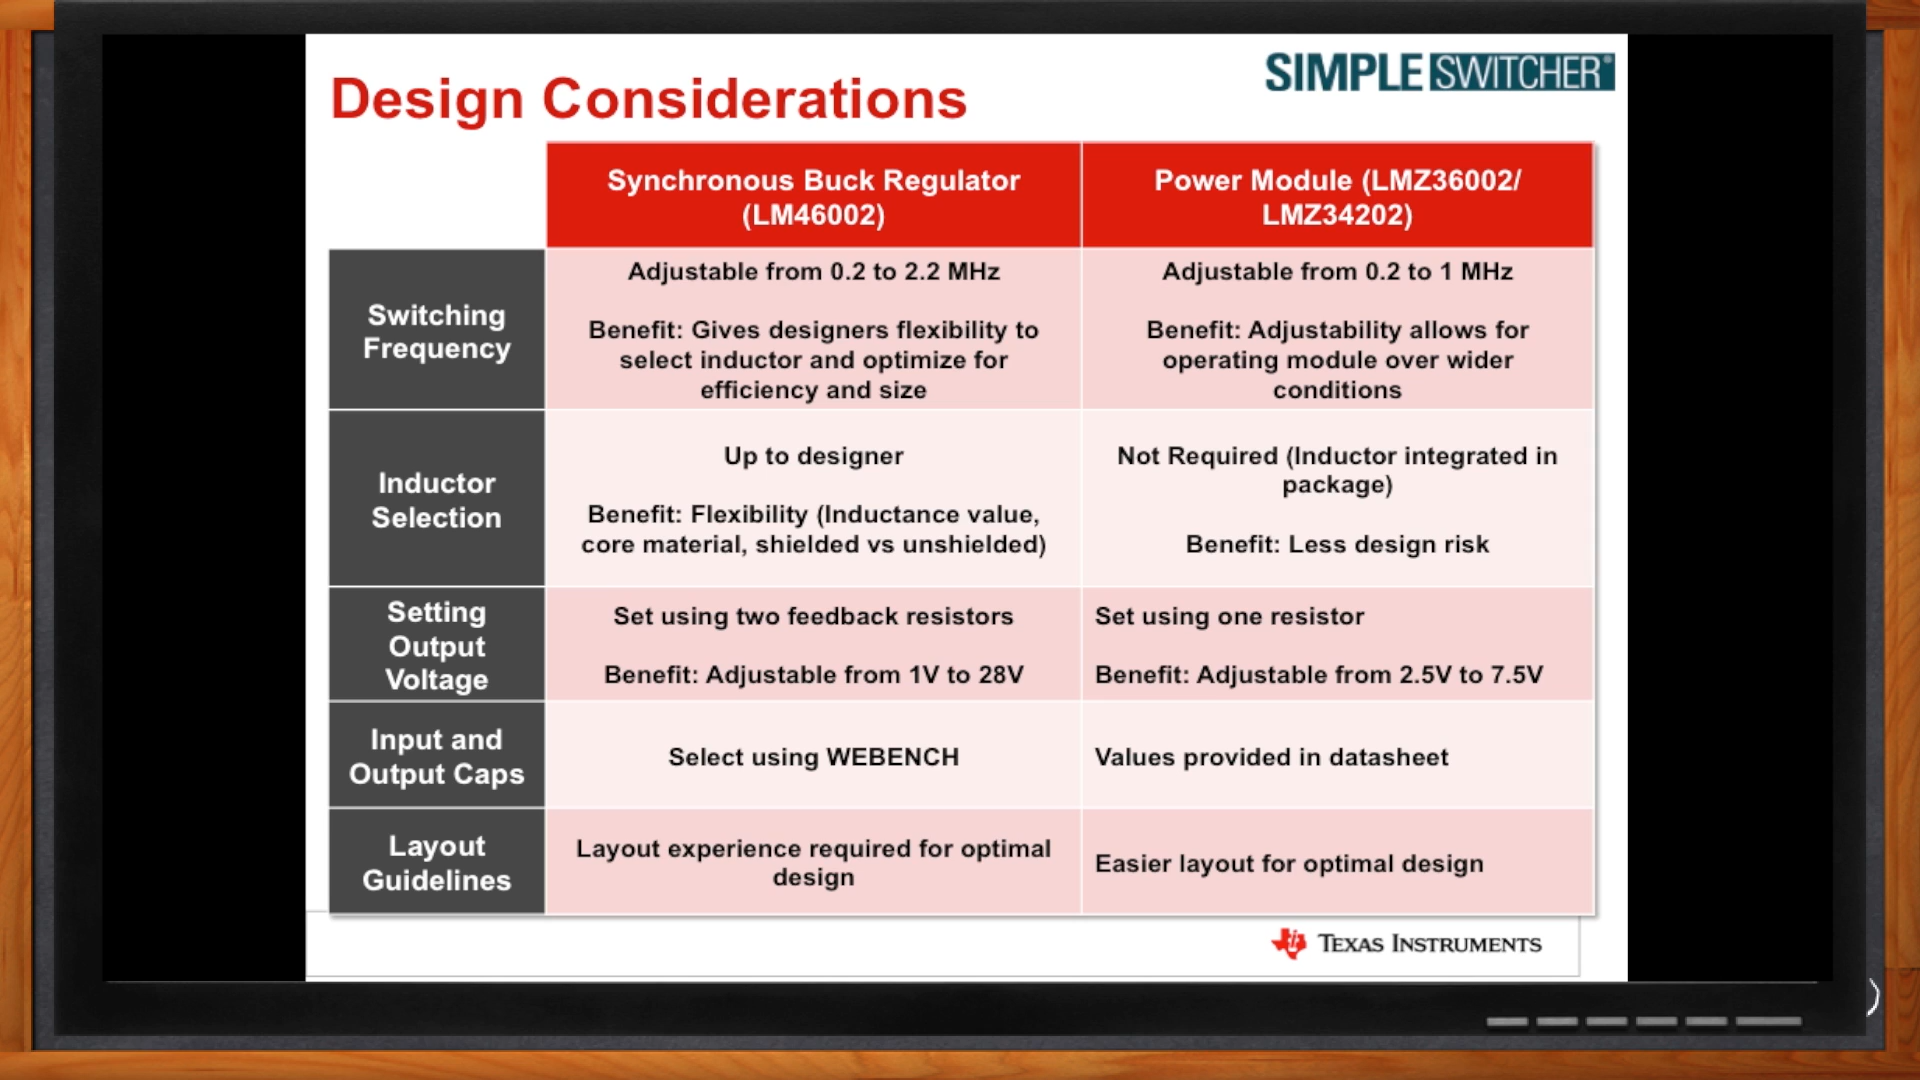 SIMPLE SWITCHER®
Design Considerations
Synchronous Buck Regulator
(LM46002)
Power Module (LMZ36002/
LMZ34202)
Switching
Frequency
Adjustable from 0.2 to 2.2 MHz
Benefit: Gives designers flexibility to
select inductor and optimize for
efficiency and size
Adjustable from 0.2 to 1 MHz
Benefit: Adjustability allows for
operating module over wider
conditions
Inductor
Selection
Up to designer
Benefit: Flexibility (Inductance value,
core material, shielded vs unshielded)
Not Required (Inductor integrated in
package)
Benefit: Less design risk
Setting
Output
Voltage
Set using two feedback resistors
Benefit: Adjustable from 1V to 28V
Set using one resistor
Benefit: Adjustable from 2.5V to 7.5V
Input and
Output Caps
Select using WEBENCH
Values provided in datasheet
Layout
Guidelines
Layout experience required for optimal
design
Easier layout for optimal design
TEXAS INSTRUMENTS